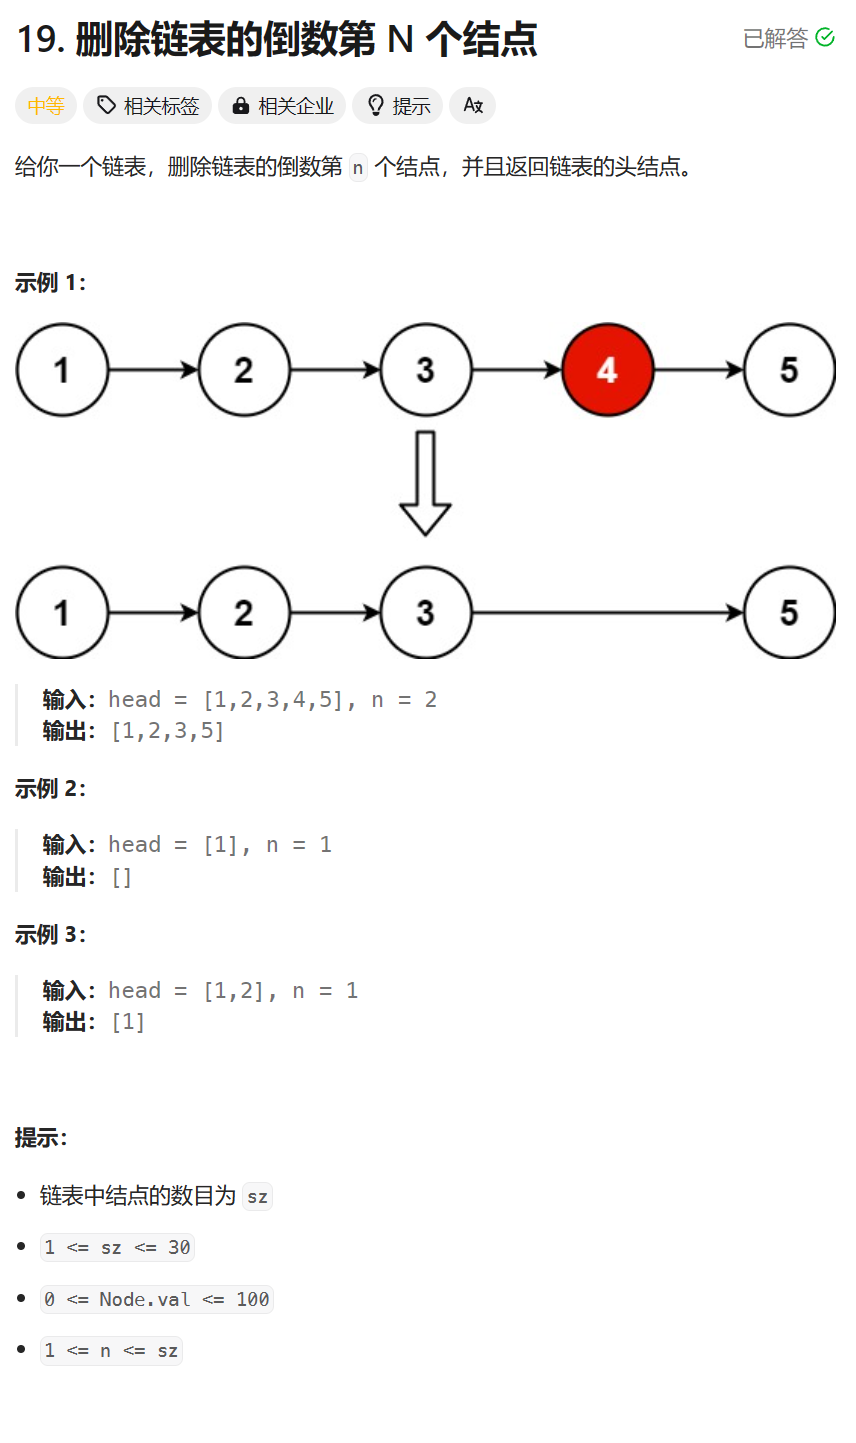 19. 删除链表的倒数第 N 个结点
已解答
中等 相关标签 相关企业 提示
给你一个链表，删除链表的倒数第 n 个结点，并且返回链表的头结点。
示例 1：
1 2 3 4 5
1 2 3 5
输入：head = [1,2,3,4,5], n = 2
输出：[1,2,3,5]
示例 2：
输入：head = [1], n = 1
输出：[]
示例 3：
输入：head = [1,2], n = 1
输出：[1]
提示：
链表中结点的数目为 sz
1 <= sz <= 30
0 <= Node.val <= 100
1 <= n <= sz